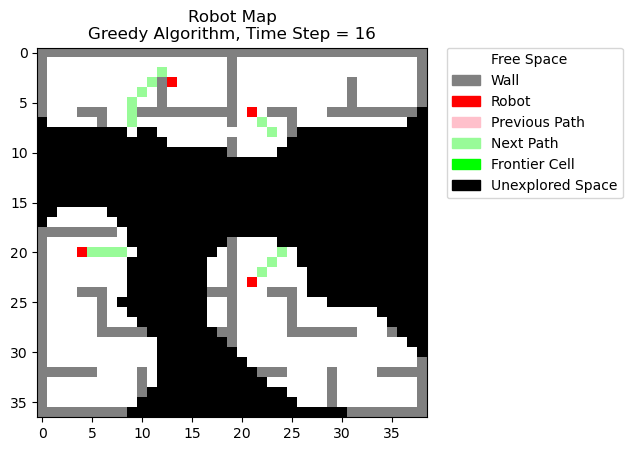 Robot Map
Greedy Algorithm, Time Step = 16
0
5
10
15
20
25
30
35
0
5
10
15
20
25
30
35
Free Space
Wall
Robot
Previous Path
Next Path
Frontier Cell
Unexplored Space